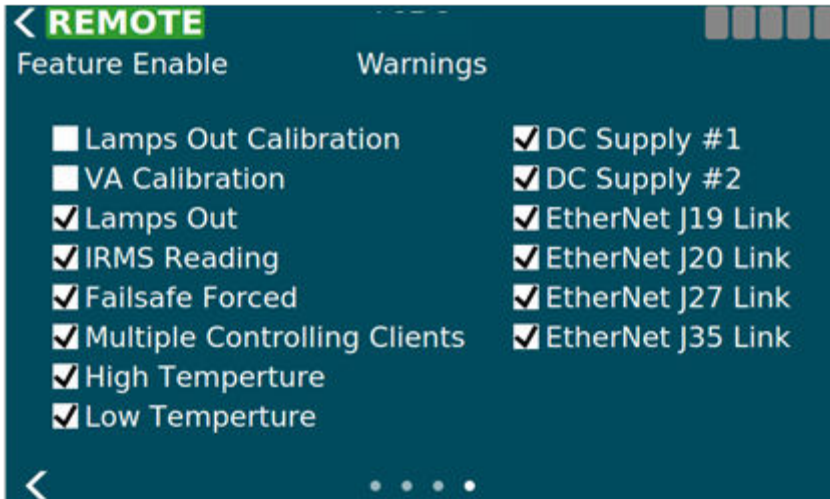 REMOTE
Feature Enable Warnings
Lamps Out Calibration
VA Calibration
Lamps Out
IRMS Reading
Failsafe Forced
Multiple Controlling Clients
High Temperture
Low Temperture
DC Supply #1
DC Supply #2
EtherNet J19 Link
EtherNet J20 Link
EtherNet J27 Link
EtherNet J35 Link